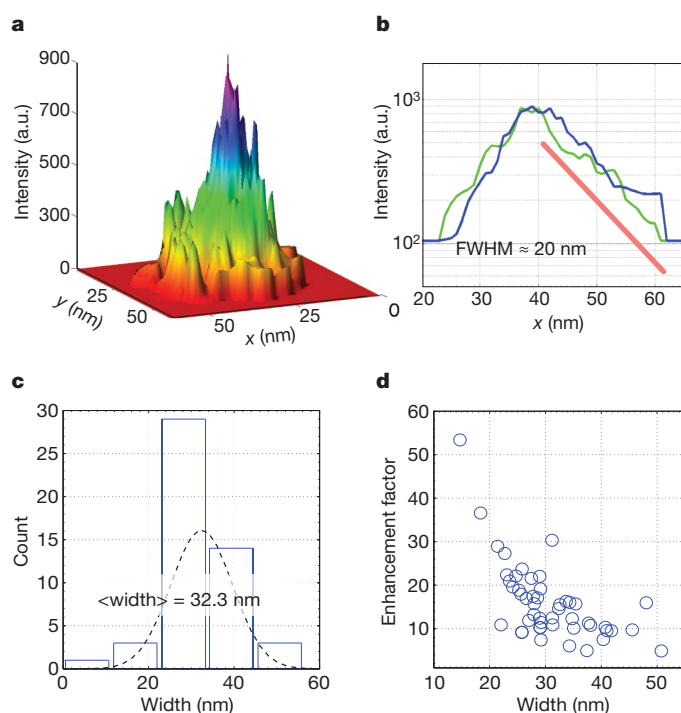 a
900
700
500
300
0
Intensity (a.u.)
25
50
y (nm)
50
25
0
x (nm)
b
10³
10²
Intensity (a.u.)
FWHM ≈ 20 nm
20 30 40 50 60
x (nm)
c
30
25
20
15
10
5
0
Count
<width> = 32.3 nm
0 20 40 60
Width (nm)
d
60
50
40
30
20
10
Enhancement factor
10 20 30 40 50
Width (nm)